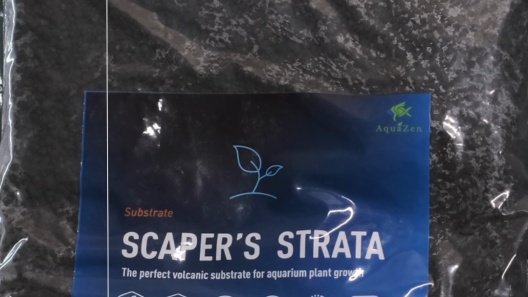 AquaZen
Substrate
SCAPER'S STRATA
The perfect volcanic substrate for aquarium plant growth